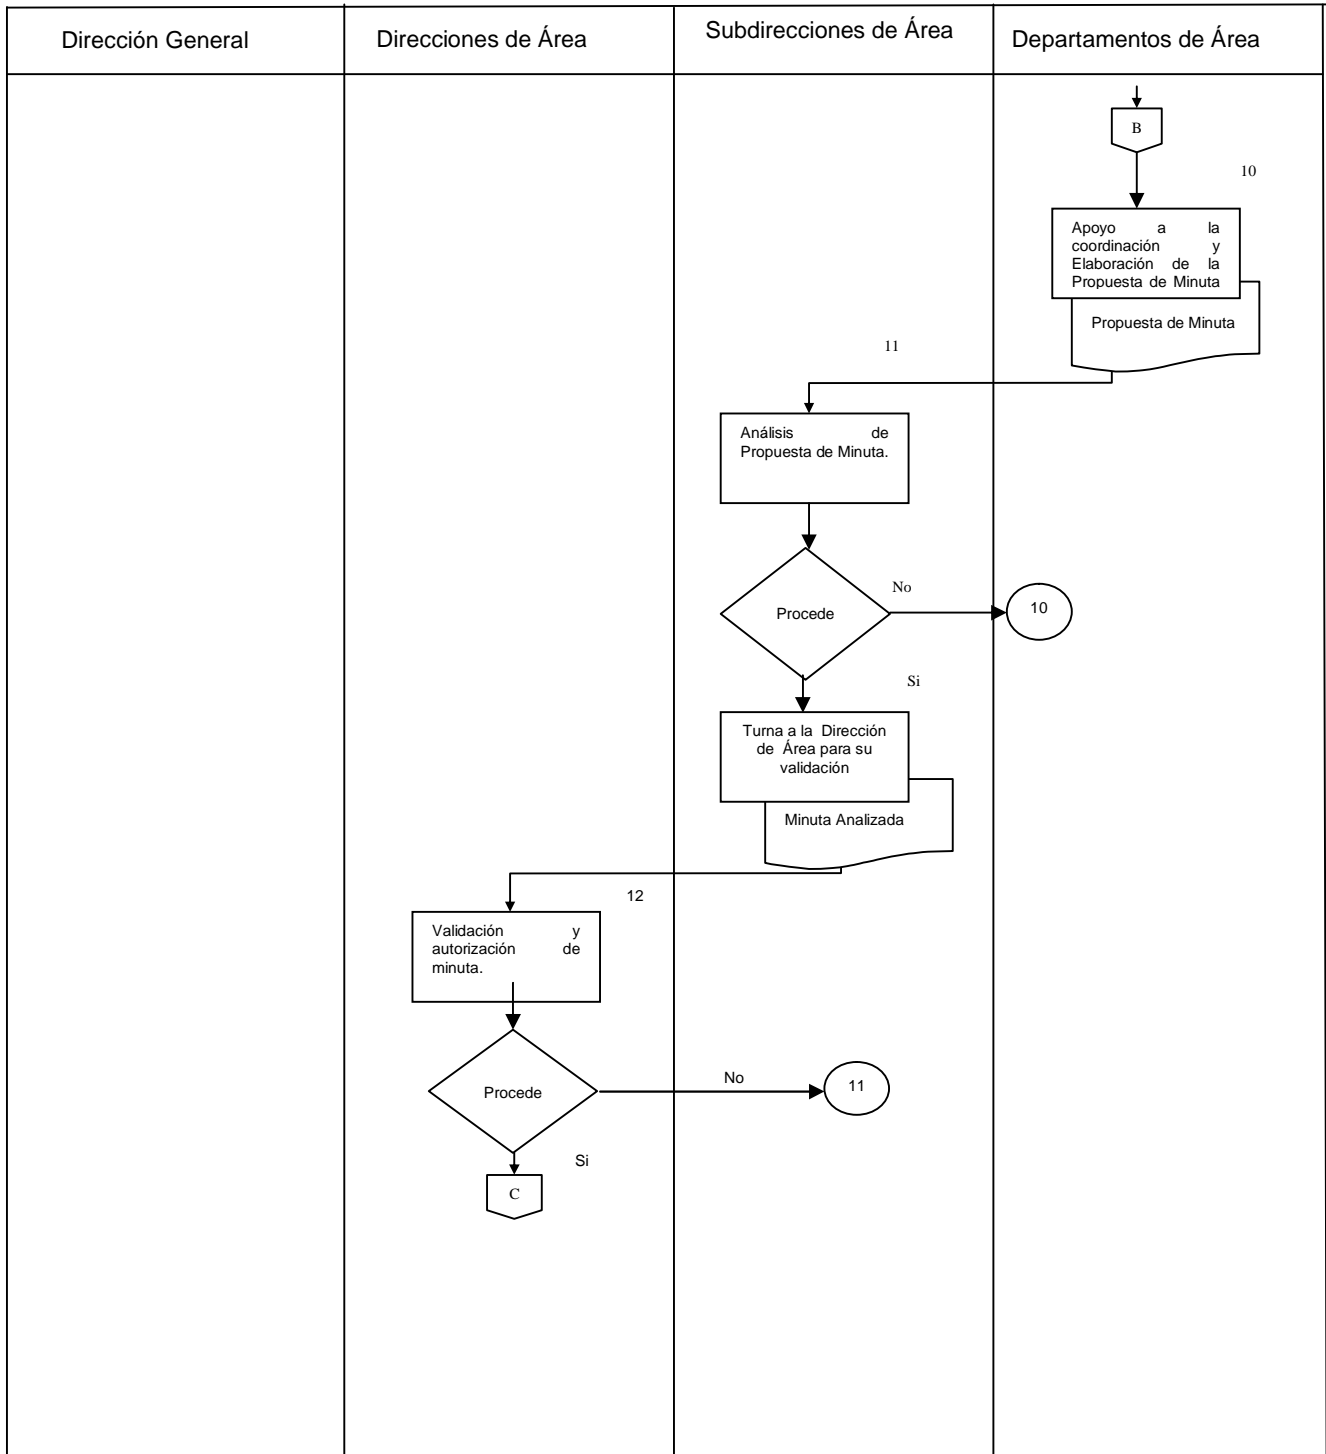 Dirección General
Direcciones de Área
Subdirecciones de Área
Departamentos de Área
B
10
Apoyo a la
coordinación y
Elaboración de la
Propuesta de Minuta
Propuesta de Minuta
11
Análisis de
Propuesta de Minuta.
Procede
No
10
Si
Turna a la Dirección
de Área para su
validación
Minuta Analizada
12
Validación y
autorización de
minuta.
Procede
No
11
Si
C